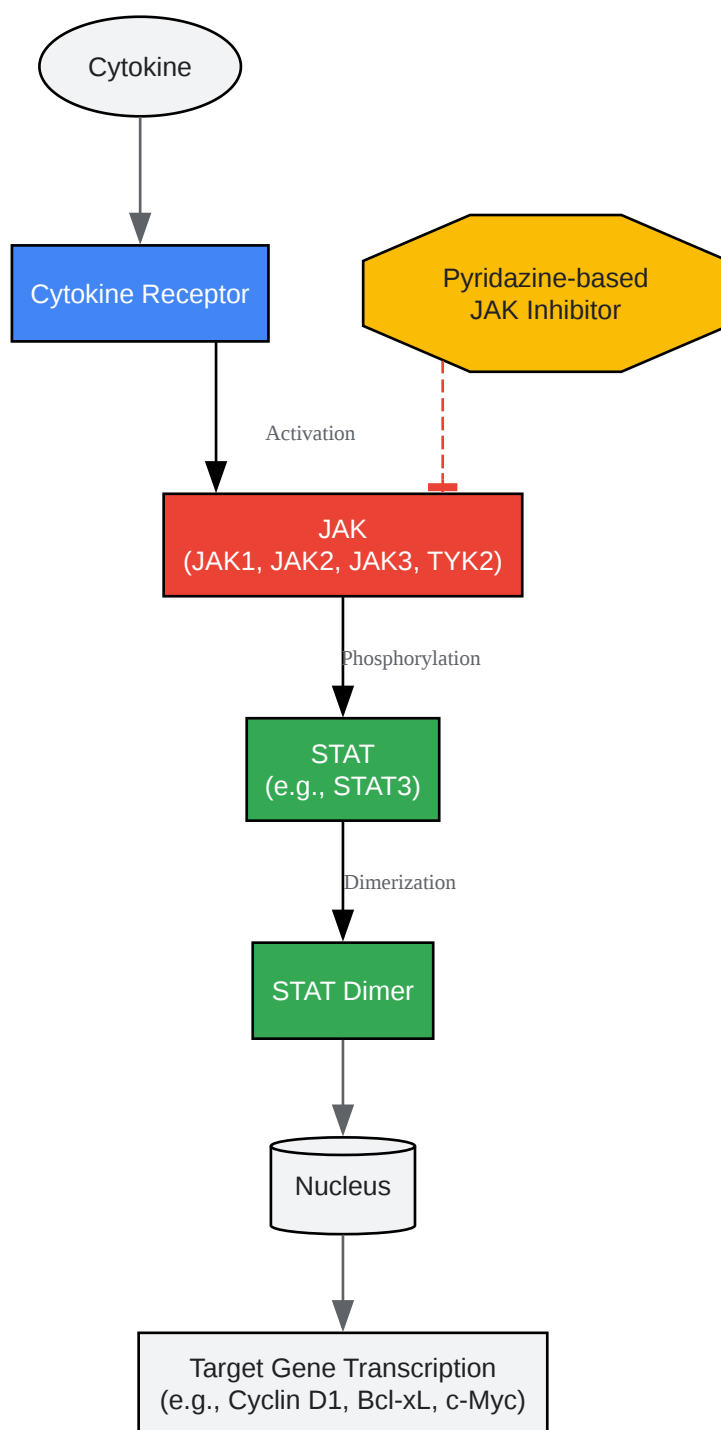 Cytokine
Cytokine Receptor
Pyridazine-based
JAK Inhibitor
Activation
JAK
(JAK1, JAK2, JAK3, TYK2)
Phosphorylation
STAT
(e.g., STAT3)
Dimerization
STAT Dimer
Nucleus
Target Gene Transcription
(e.g., Cyclin D1, Bcl-xL, c-Myc)